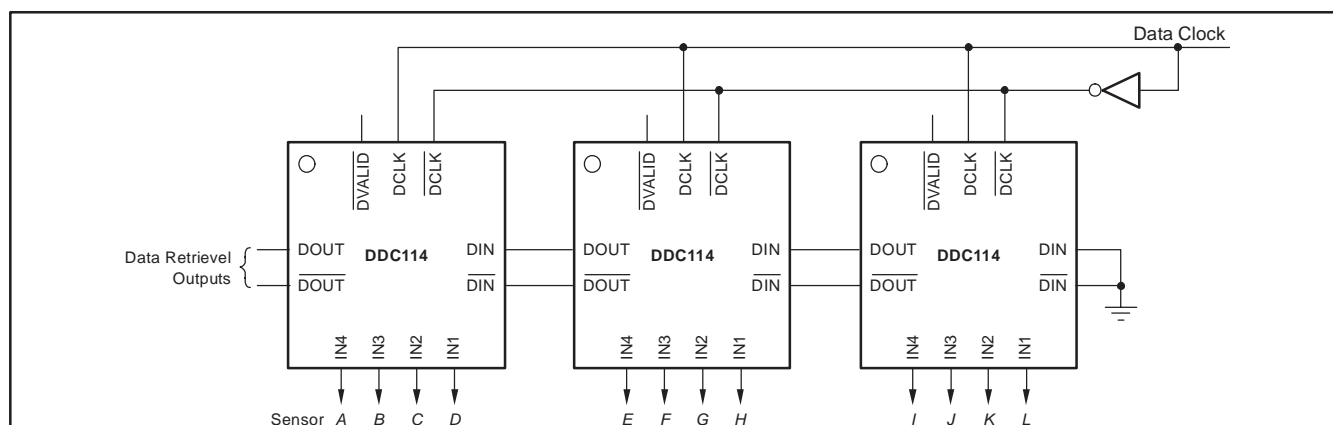 Data Clock
DVALID DCLK DCLK DVALID DCLK DCLK DVALID DCLK DCLK
DOUT DDC114 DIN DOUT DDC114 DIN DOUT DDC114 DIN
Data Retrievel
Outputs
DOUT DIN DOUT DIN DOUT DIN
IN4 IN3 IN2 IN1 IN4 IN3 IN2 IN1 IN4 IN3 IN2 IN1
Sensor A B C D E F G H I J K L